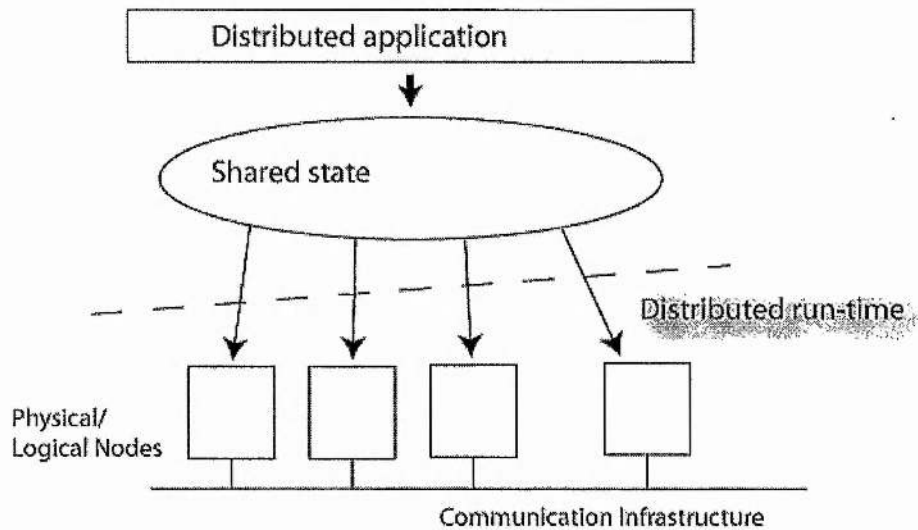 Distributed application
Shared state
Distributed run-time
Physical/
Logical Nodes
Communication Infrastructure